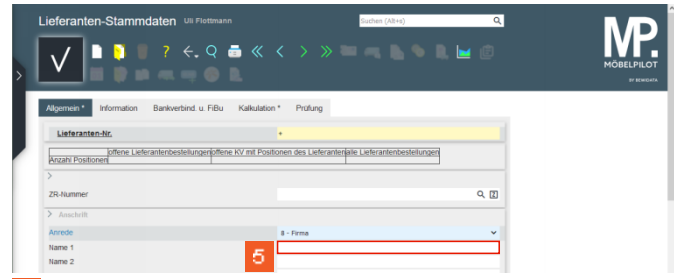 Lieferanten-Stammdaten Uli Flottmann
Suchen (Alt+s)
MP.
MÖBELPILOT
BY BEMIDATA
Allgemein * Information Bankverbind. u. FiBu Kalkulation * Prüfung
Lieferanten-Nr. *
offene Lieferantenbestellungen offene KV mit Positionen des Lieferanten alle Lieferantenbestellungen
Anzahl Positionen
ZR-Nummer
Anschrift
Anrede 8 - Firma
Name 1
5
Name 2